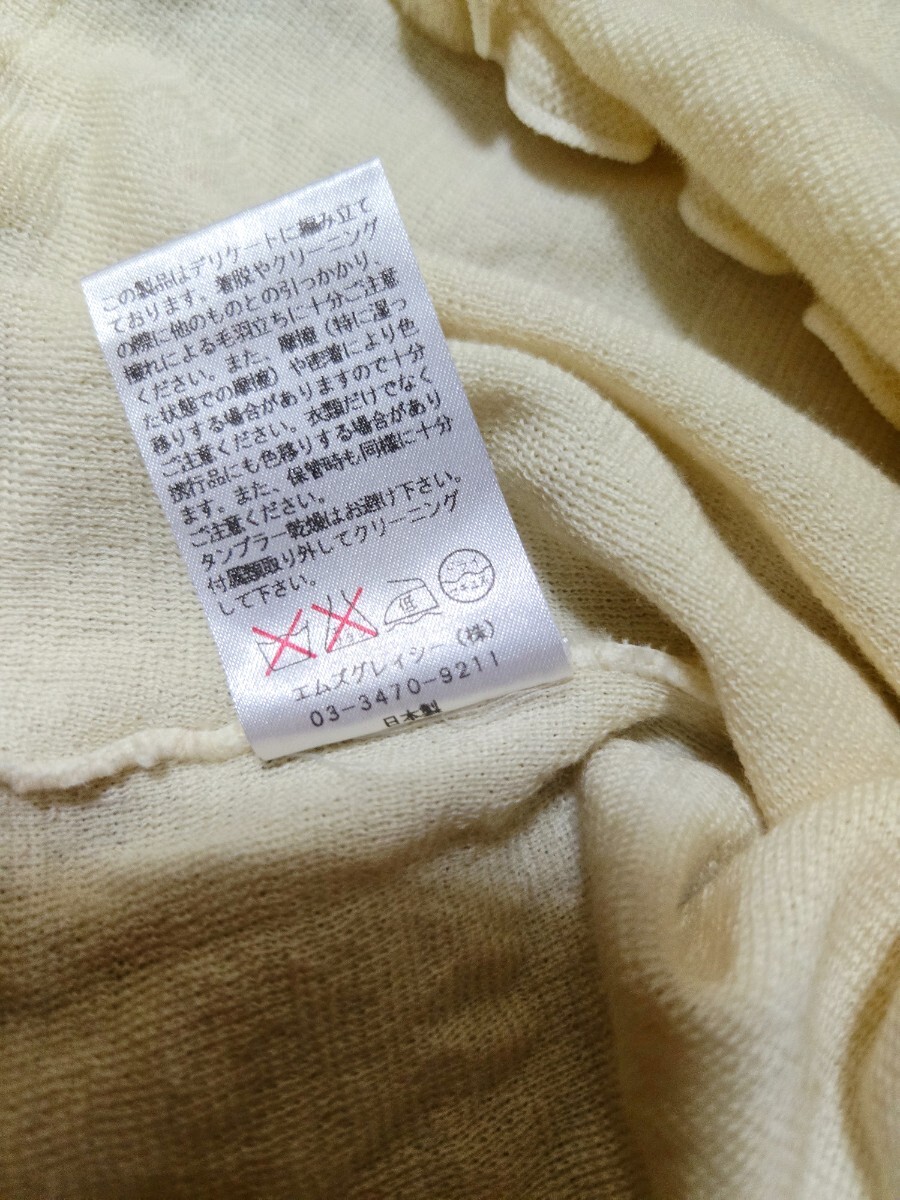 この製品はデリケートに編み立て
ております。着脱やクリーニング
の際に他のものとの引っかかり、
擦れによる毛羽立ちに十分ご注意
ください。また、摩擦(特に湿っ
た状態での摩擦)や密着により色
移りする場合がありますので十分
ご注意ください。衣類だけでなく
携行品にも色移りする場合があり
ます。また、保管時も同様に十分
ご注意ください。
タンブラー乾燥はお避け下さい。
付属類取り外してクリーニング
して下さい。
低
エムズグレイシー(株)
03-3470-9211
日本製